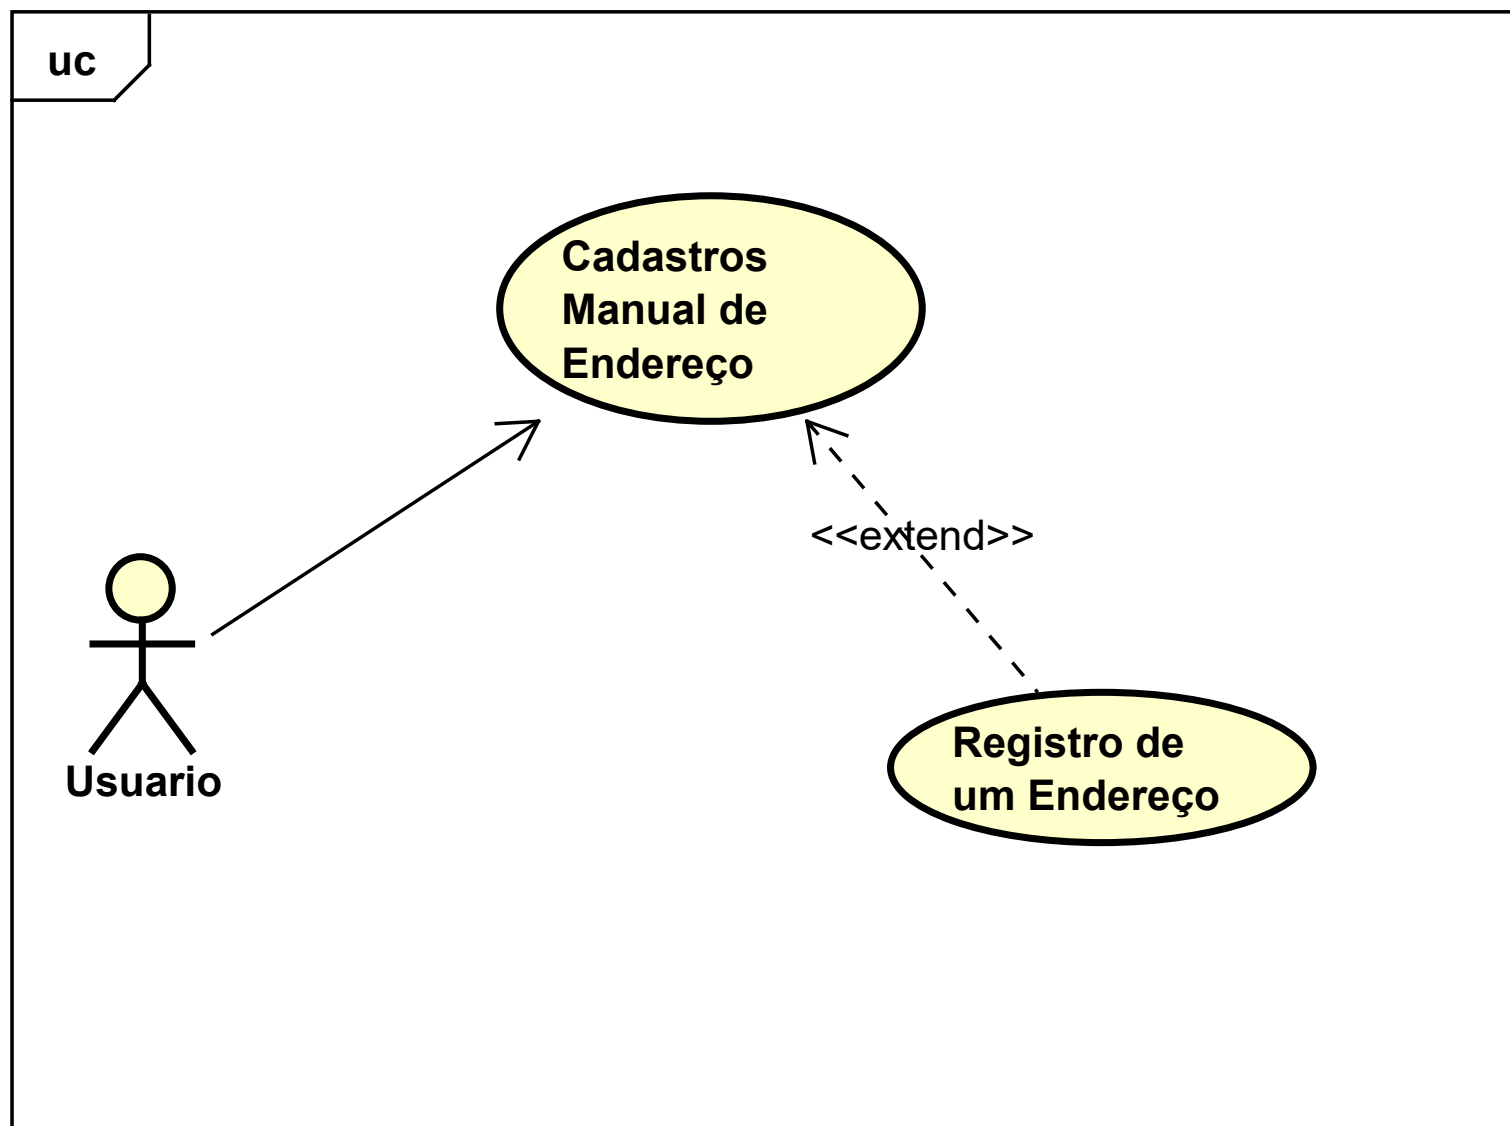 uc
Cadastros
Manual de
Endereço
<<extend>>
Registro de
um Endereço
Usuario